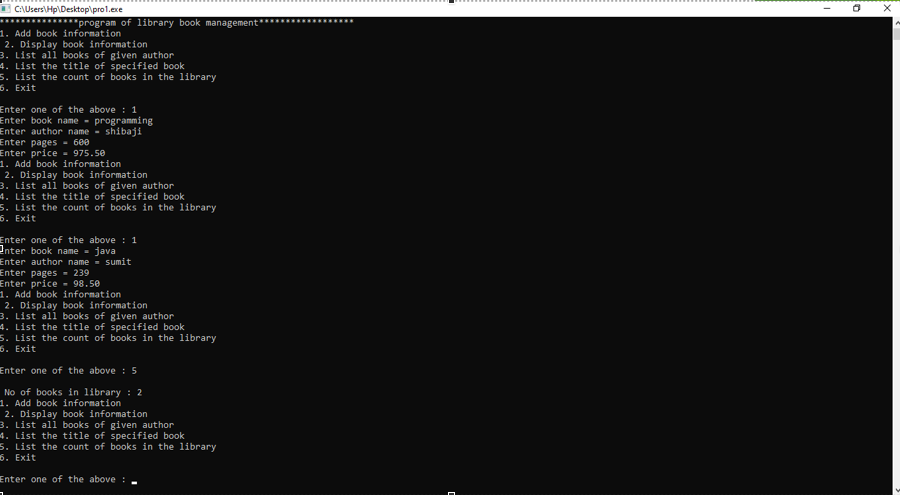 C:\Users\Hp\Desktop\pro1.exe
***************program of library book management******************
1. Add book information
 2. Display book information
3. List all books of given author
4. List the title of specified book
5. List the count of books in the library
6. Exit

Enter one of the above : 1
Enter book name = programming
Enter author name = shibaji
Enter pages = 600
Enter price = 975.50
1. Add book information
 2. Display book information
3. List all books of given author
4. List the title of specified book
5. List the count of books in the library
6. Exit

Enter one of the above : 1
Enter book name = java
Enter author name = sumit
Enter pages = 239
Enter price = 98.50
1. Add book information
 2. Display book information
3. List all books of given author
4. List the title of specified book
5. List the count of books in the library
6. Exit

Enter one of the above : 5

 No of books in library : 2
1. Add book information
 2. Display book information
3. List all books of given author
4. List the title of specified book
5. List the count of books in the library
6. Exit

Enter one of the above :